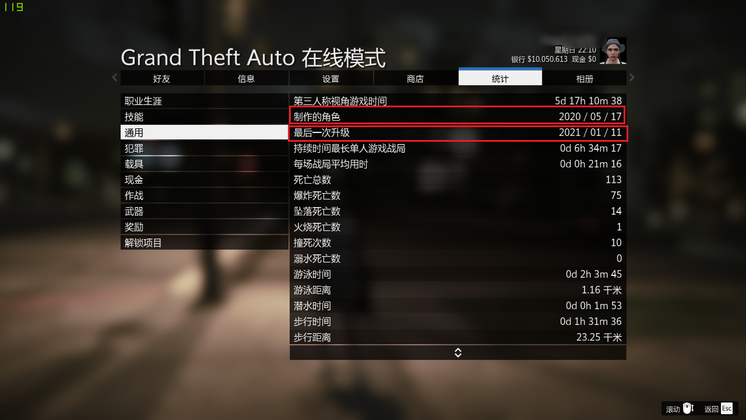 119
Grand Theft Auto 在线模式
星期日 22:10
银行 $10.050.613 现金 $0
好友 信息 设置 商店 统计 相册
职业生涯
技能
通用
犯罪
载具
现金
作战
武器
奖励
解锁项目
第三人称视角游戏时间 5d 17h 10m 38
制作的角色 2020 / 05 / 17
最后一次升级 2021 / 01 / 11
持续时间最长单人游戏战局 0d 6h 34m 17
每场战局平均用时 0d 0h 21m 16
死亡总数 113
爆炸死亡数 75
坠落死亡数 14
火烧死亡数 1
撞死次数 10
溺水死亡数 0
游泳时间 0d 2h 3m 45
游泳距离 1.16 千米
潜水时间 0d 0h 1m 53
步行时间 0d 1h 31m 36
步行距离 23.25 千米
滚动 返回 Esc